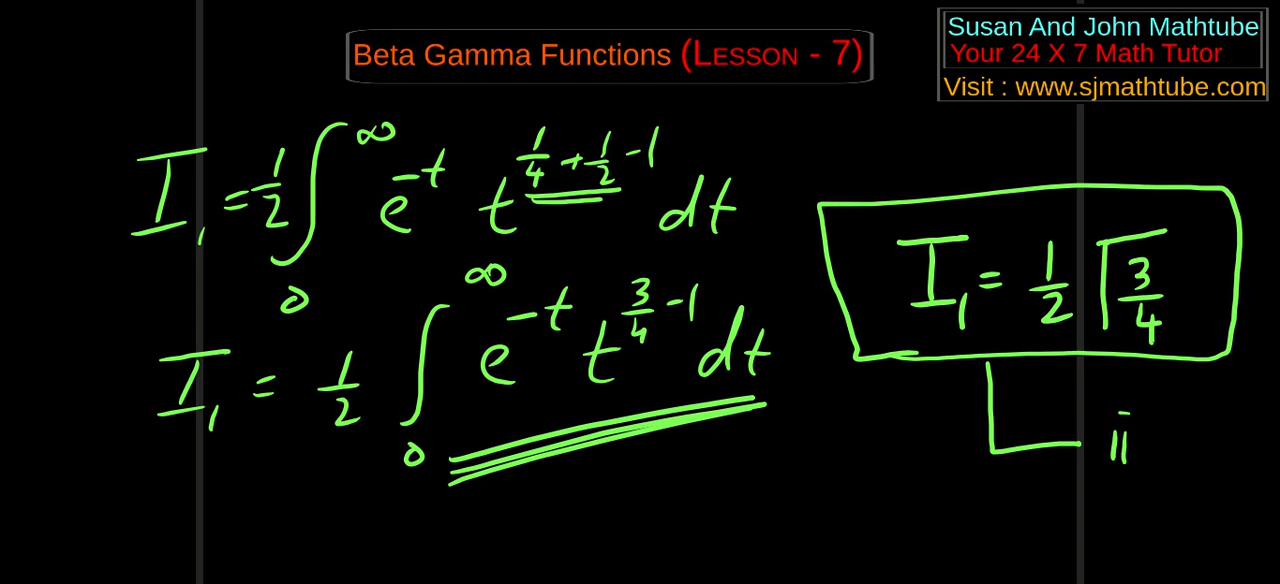 Beta Gamma Functions (Lesson - 7)
Susan And John Mathtube
Your 24 X 7 Math Tutor
Visit : www.sjmathtube.com
I₁ = 1/2 ∫₀^∞ e^(-t) t^(1/4 + 1/2 - 1) dt
I₁ = 1/2 ∫₀^∞ e^(-t) t^(3/4 - 1) dt
I₁ = 1/2 Γ(3/4)
ii